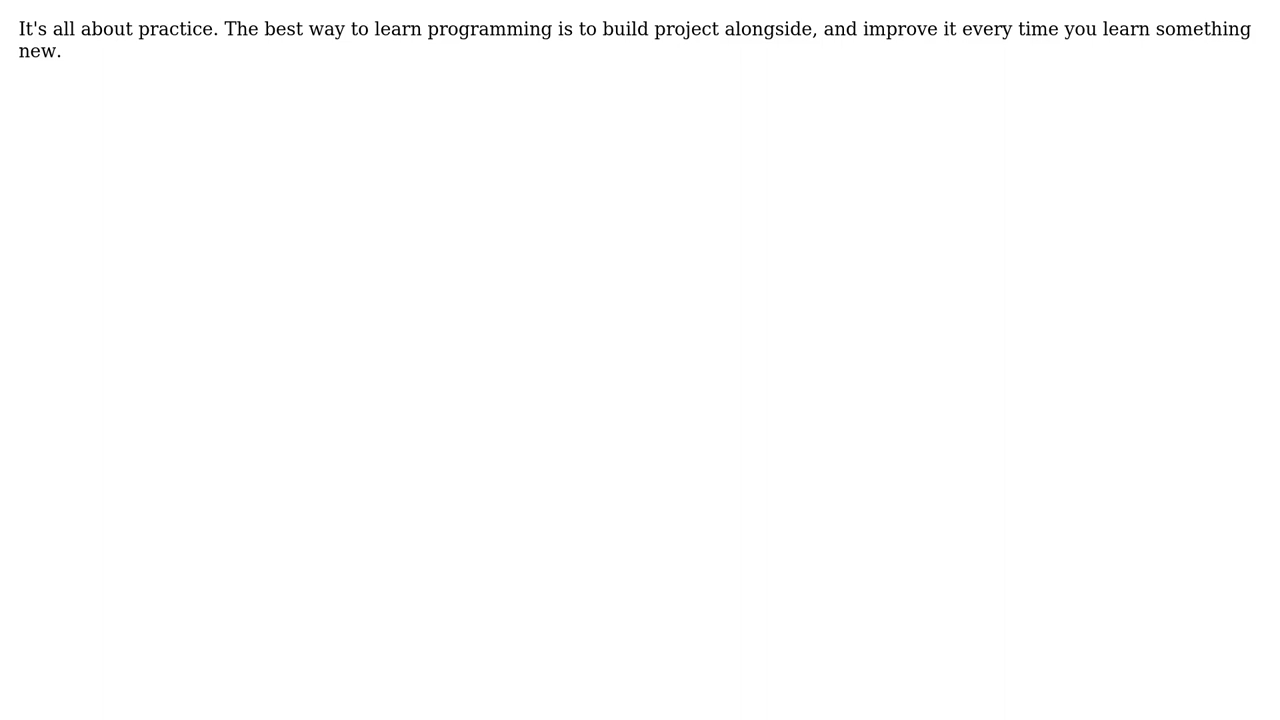 It's all about practice. The best way to learn programming is to build project alongside, and improve it every time you learn something
new.